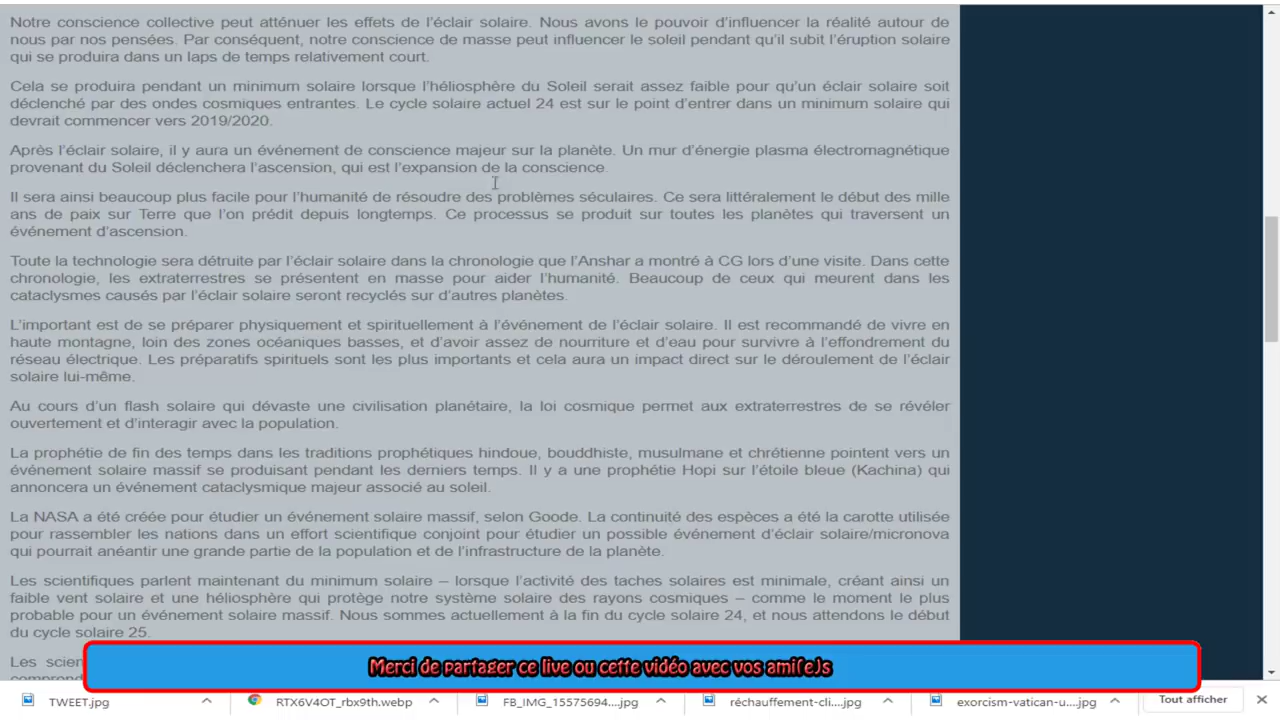 Notre conscience collective peut atténuer les effets de l’éclair solaire. Nous avons le pouvoir d’influencer la réalité autour de
nous par nos pensées. Par conséquent, notre conscience de masse peut influencer le soleil pendant qu’il subit l’éruption solaire
qui se produira dans un laps de temps relativement court.
Cela se produira pendant un minimum solaire lorsque l’héliosphère du Soleil serait assez faible pour qu’un éclair solaire soit
déclenché par des ondes cosmiques entrantes. Le cycle solaire actuel 24 est sur le point d’entrer dans un minimum solaire qui
devrait commencer vers 2019/2020.
Après l’éclair solaire, il y aura un événement de conscience majeur sur la planète. Un mur d’énergie plasma électromagnétique
provenant du Soleil déclenchera l’ascension, qui est l’expansion de la conscience.
Il sera ainsi beaucoup plus facile pour l’humanité de résoudre des problèmes séculaires. Ce sera littéralement le début des mille
ans de paix sur Terre que l’on prédit depuis longtemps. Ce processus se produit sur toutes les planètes qui traversent un
événement d’ascension.
Toute la technologie sera détruite par l’éclair solaire dans la chronologie que l’Anshar a montré à CG lors d’une visite. Dans cette
chronologie, les extraterrestres se présentent en masse pour aider l’humanité. Beaucoup de ceux qui meurent dans les
cataclysmes causés par l’éclair solaire seront recyclés sur d’autres planètes.
L’important est de se préparer physiquement et spirituellement à l’événement de l’éclair solaire. Il est recommandé de vivre en
haute montagne, loin des zones océaniques basses, et d’avoir assez de nourriture et d’eau pour survivre à l’effondrement du
réseau électrique. Les préparatifs spirituels sont les plus importants et cela aura un impact direct sur le déroulement de l’éclair
solaire lui-même.
Au cours d’un flash solaire qui dévaste une civilisation planétaire, la loi cosmique permet aux extraterrestres de se révéler
ouvertement et d’interagir avec la population.
La prophétie de fin des temps dans les traditions prophétiques hindoue, bouddhiste, musulmane et chrétienne pointent vers un
évènement solaire massif se produisant pendant les derniers temps. Il y a une prophétie Hopi sur l’étoile bleue (Kachina) qui
annoncera un événement cataclysmique majeur associé au soleil.
La NASA a été créée pour étudier un événement solaire massif, selon Goode. La continuité des espèces a été la carotte utilisée
pour rassembler les nations dans un effort scientifique conjoint pour étudier un possible événement d’éclair solaire/micronova
qui pourrait anéantir une grande partie de la population et de l’infrastructure de la planète.
Les scientifiques parlent maintenant du minimum solaire – lorsque l’activité des taches solaires est minimale, créant ainsi un
faible vent solaire et une héliosphère qui protège notre système solaire des rayons cosmiques – comme le moment le plus
probable pour un événement solaire massif. Nous sommes actuellement à la fin du cycle solaire 24, et nous attendons le début
du cycle solaire 25.
Les scien
Merci de partager ce live ou cette vidéo avec vos ami(e)s
TWEET.jpg RTX6V4OT_rbx9th.webp FB_IMG_15575694....jpg réchauffement-cli....jpg exorcism-vatican-u....jpg Tout afficher